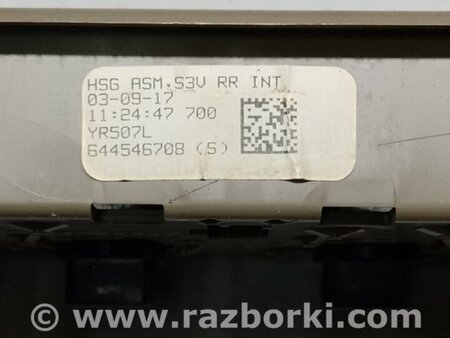 HSG ASM,S3V RR INT
03-09-17
11:24:47 700
YR507L
644546708 (S)
© www.razborki.com